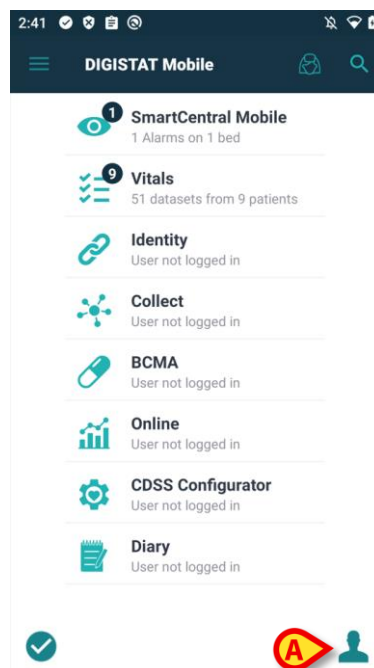 2:41
DIGISTAT Mobile
1
SmartCentral Mobile
1 Alarms on 1 bed
9
Vitals
51 datasets from 9 patients
Identity
User not logged in
Collect
User not logged in
BCMA
User not logged in
Online
User not logged in
CDSS Configurator
User not logged in
Diary
User not logged in
A